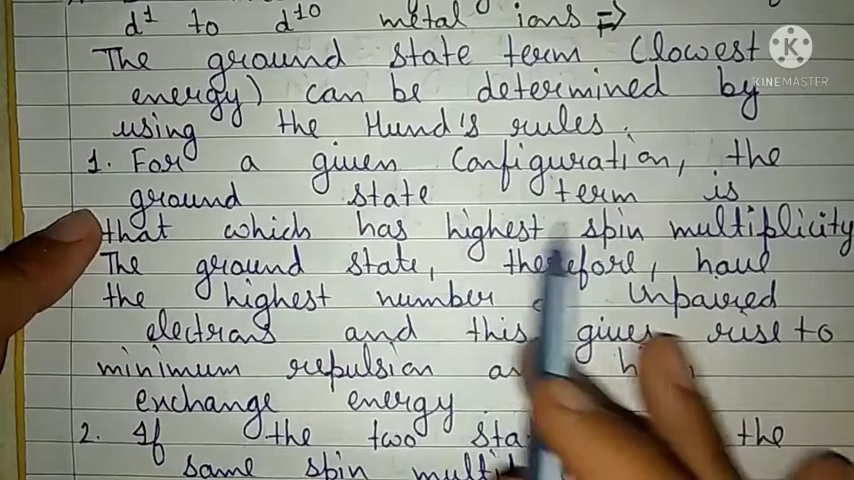 d¹ to d¹⁰ metal ions ⇒
The ground state term (lowest
energy) can be determined by
using the Hund's rules.
1. For a given Configuration, the
ground state term is
that which has highest spin multiplicity
The ground state, therefore, have
the highest number unpaired
electrons and this gives rise to
minimum repulsion
exchange energy.
2. If the two the
same spin
K
KINEMASTER